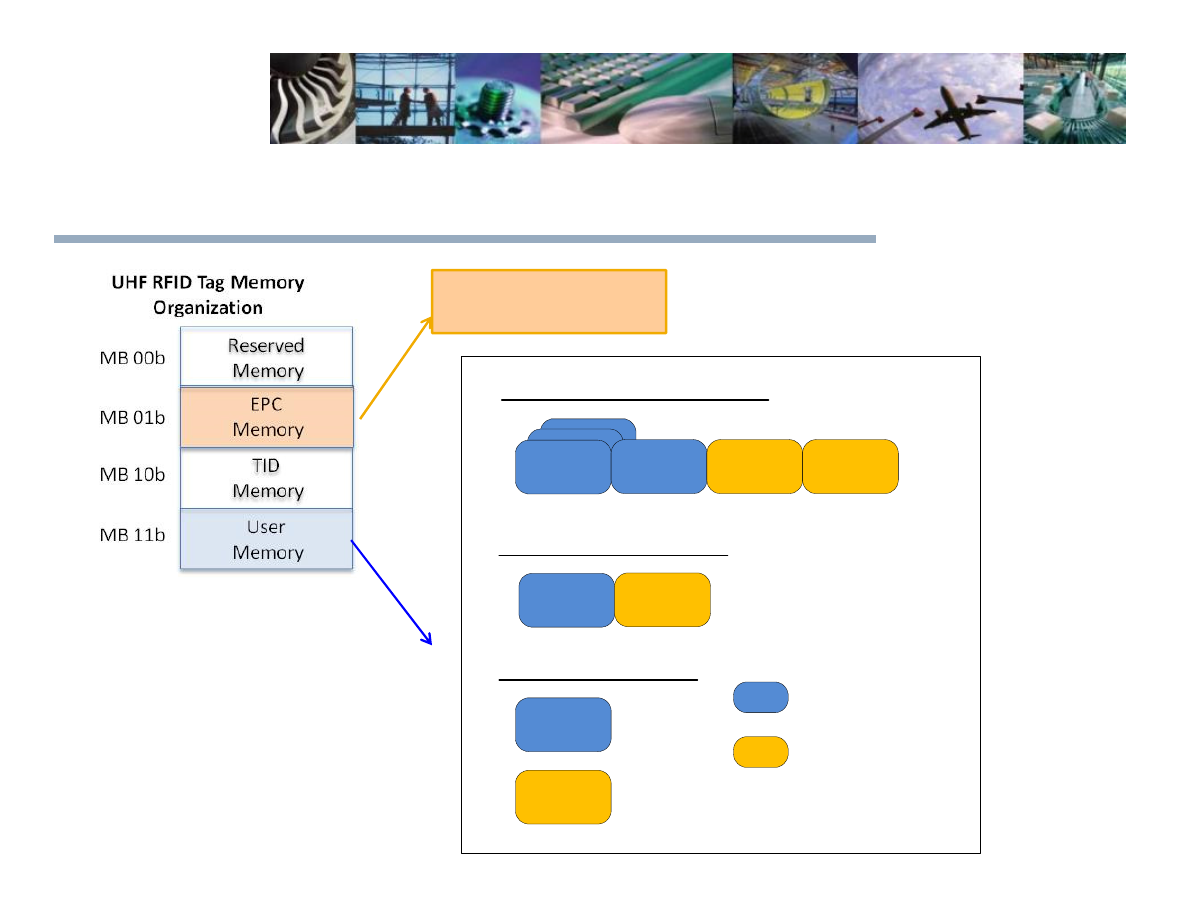 UHF RFID Tag Memory
Organization
MB 00b
Reserved
Memory
MB 01b
EPC
Memory
MB 10b
TID
Memory
MB 11b
User
Memory